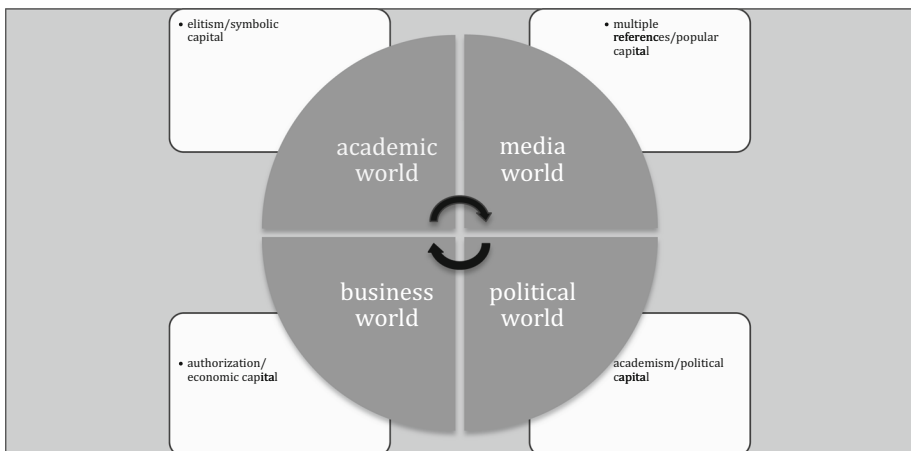 • elitism/symbolic
capital
• multiple
references/popular
capital
academic
world
media
world
business
world
political
world
• authorization/
economic capital
academism/political
capital